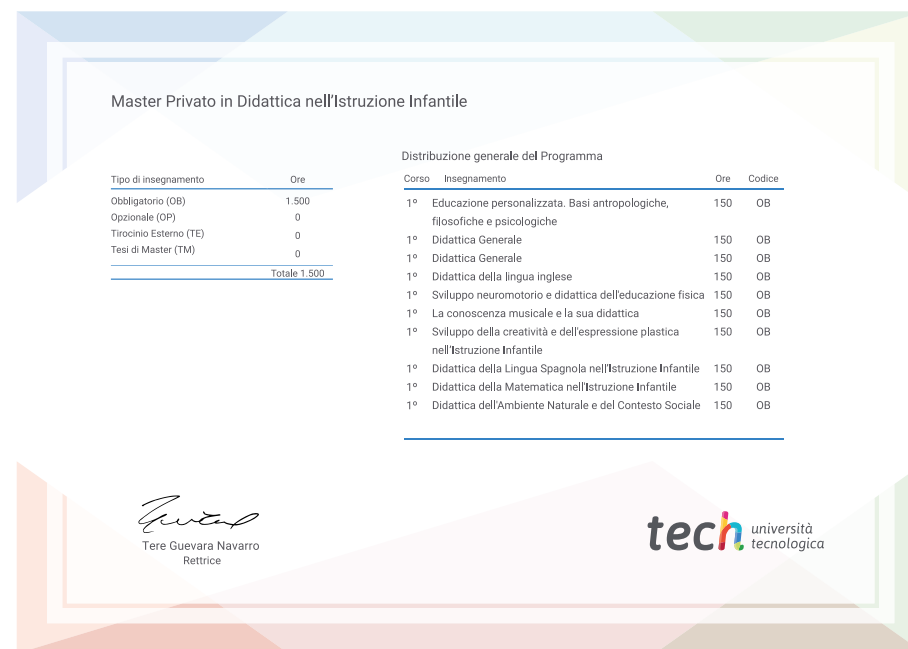 Master Privato in Didattica nell'Istruzione Infantile
Tipo di insegnamento Ore
Obbligatorio (OB) 1.500
Opzionale (OP) 0
Tirocinio Esterno (TE) 0
Tesi di Master (TM) 0
Totale 1.500
Distribuzione generale del Programma
Corso Insegnamento Ore Codice
1º Educazione personalizzata. Basi antropologiche, 150 OB
filosofiche e psicologiche
1º Didattica Generale 150 OB
1º Didattica Generale 150 OB
1º Didattica della lingua inglese 150 OB
1º Sviluppo neuromotorio e didattica dell'educazione fisica 150 OB
1º La conoscenza musicale e la sua didattica 150 OB
1º Sviluppo della creatività e dell'espressione plastica 150 OB
nell'Istruzione Infantile
1º Didattica della Lingua Spagnola nell'Istruzione Infantile 150 OB
1º Didattica della Matematica nell'Istruzione Infantile 150 OB
1º Didattica dell'Ambiente Naturale e del Contesto Sociale 150 OB
Tere Guevara Navarro
Rettrice
tech università
tecnologica